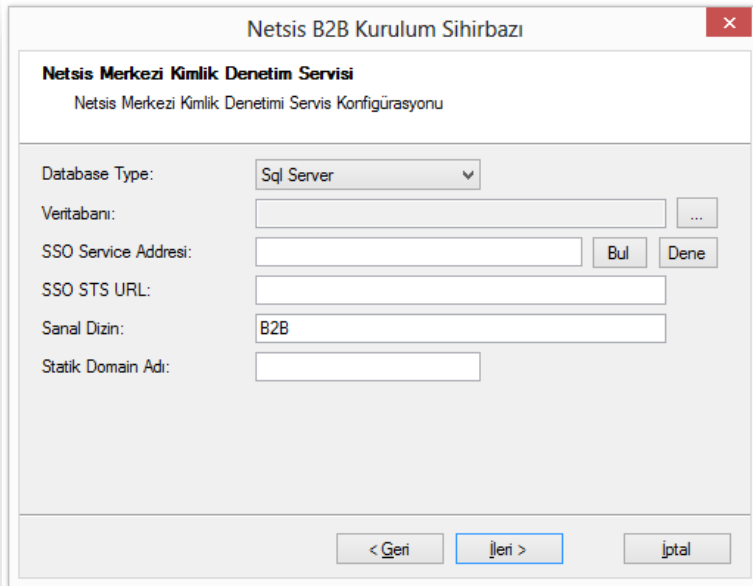 Netsis B2B Kurulum Sihirbazı
Netsis Merkezi Kimlik Denetim Servisi
Netsis Merkezi Kimlik Denetimi Servis Konfigürasyonu
Database Type: Sql Server
Veritabanı: ...
SSO Service Addresi: Bul Dene
SSO STS URL:
Sanal Dizin: B2B
Statik Domain Adı:
< Geri İleri > İptal